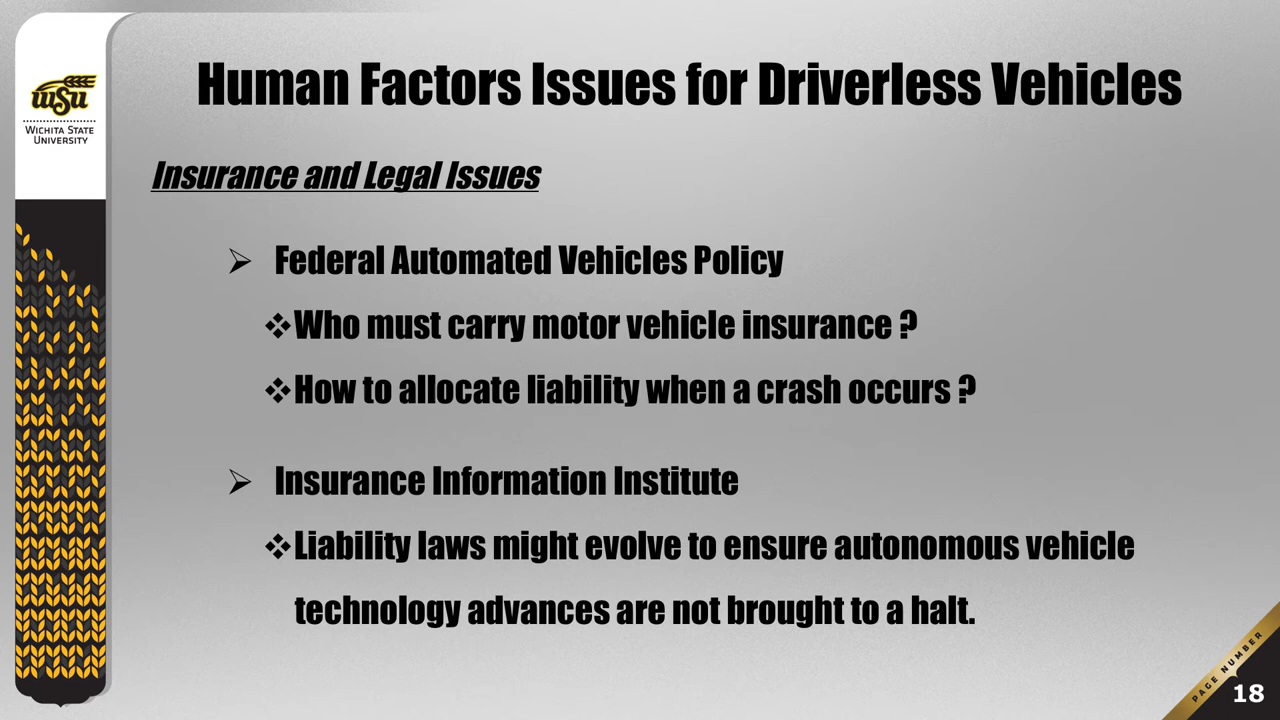 WSU
WICHITA STATE
UNIVERSITY
Human Factors Issues for Driverless Vehicles
Insurance and Legal Issues
Federal Automated Vehicles Policy
Who must carry motor vehicle insurance ?
How to allocate liability when a crash occurs ?
Insurance Information Institute
Liability laws might evolve to ensure autonomous vehicle
technology advances are not brought to a halt.
PAGE NUMBER
18